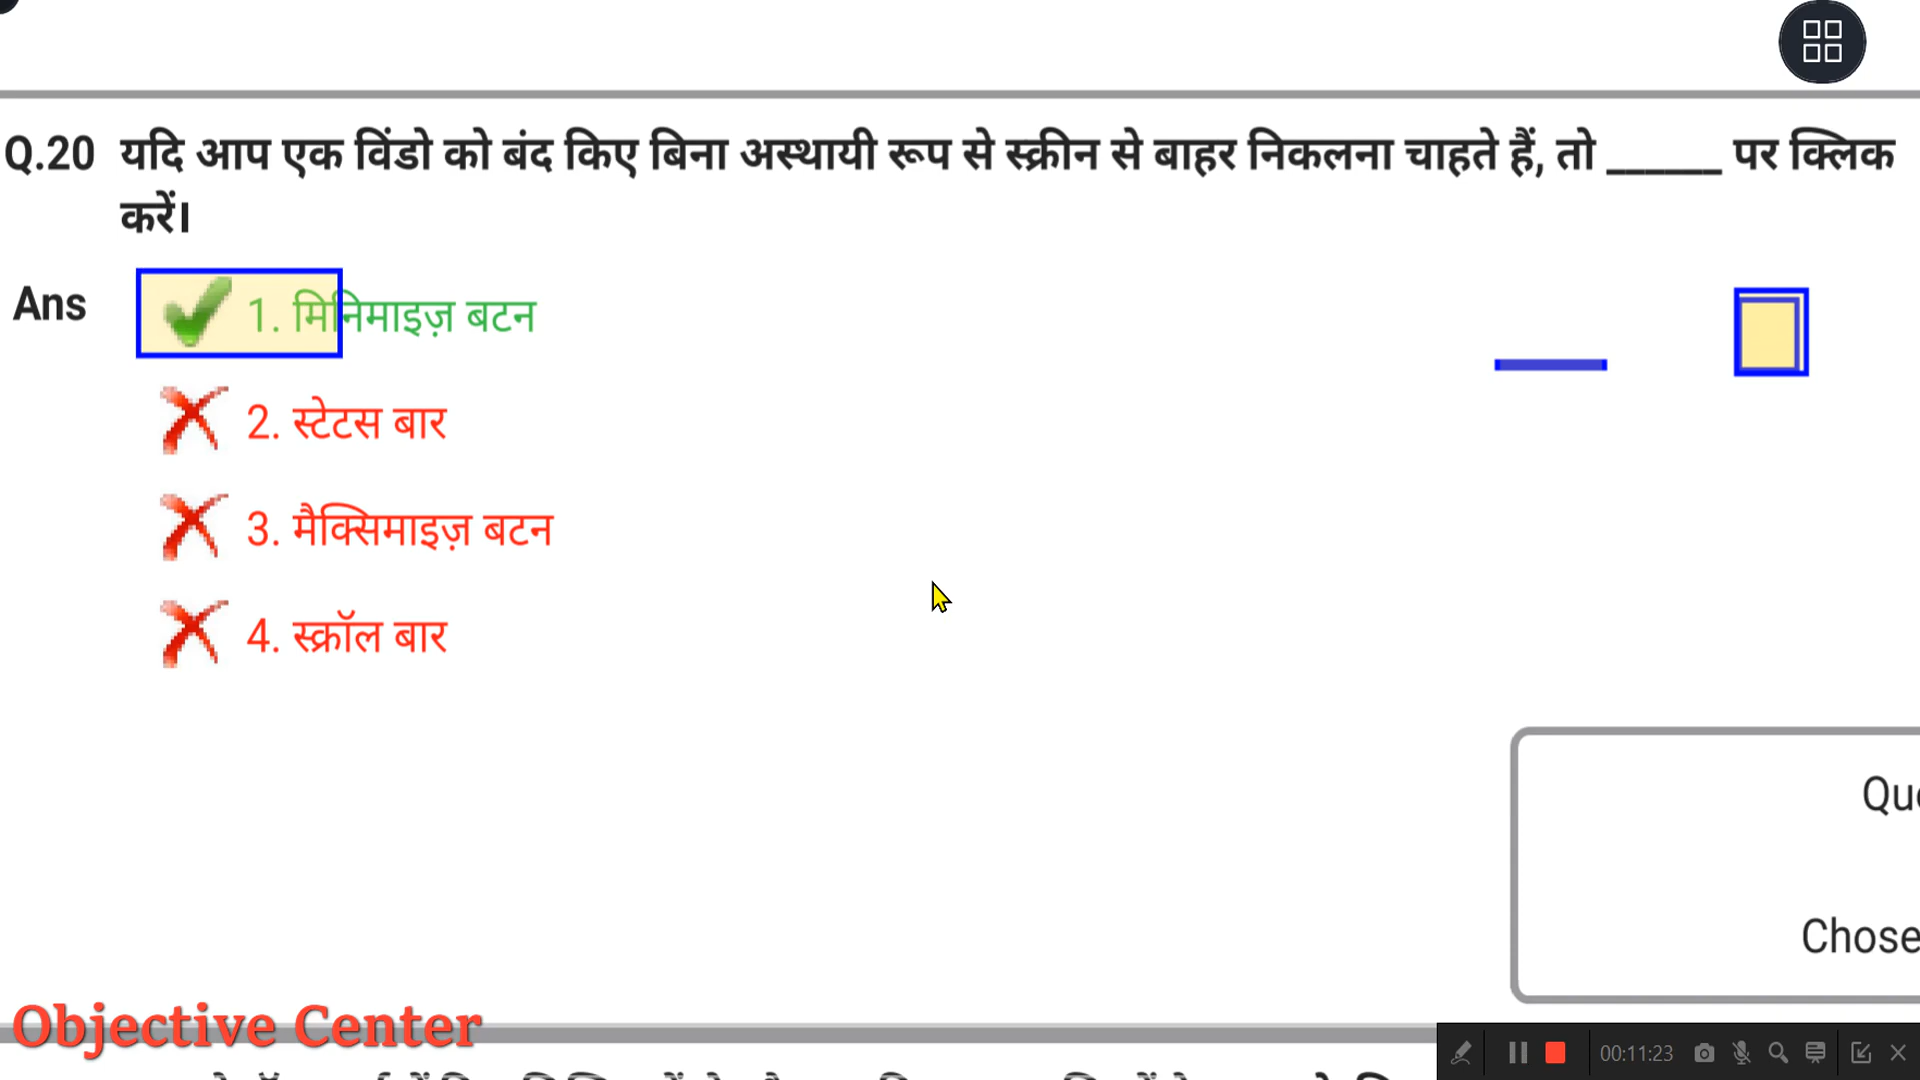 Q.20 यदि आप एक विंडो को बंद किए बिना अस्थायी रूप से स्क्रीन से बाहर निकलना चाहते हैं, तो ______ पर क्लिक
करें।
Ans 1. मिनिमाइज़ बटन
2. स्टेटस बार
3. मैक्सिमाइज़ बटन
4. स्क्रॉल बार
Chose
Objective Center
00:11:23